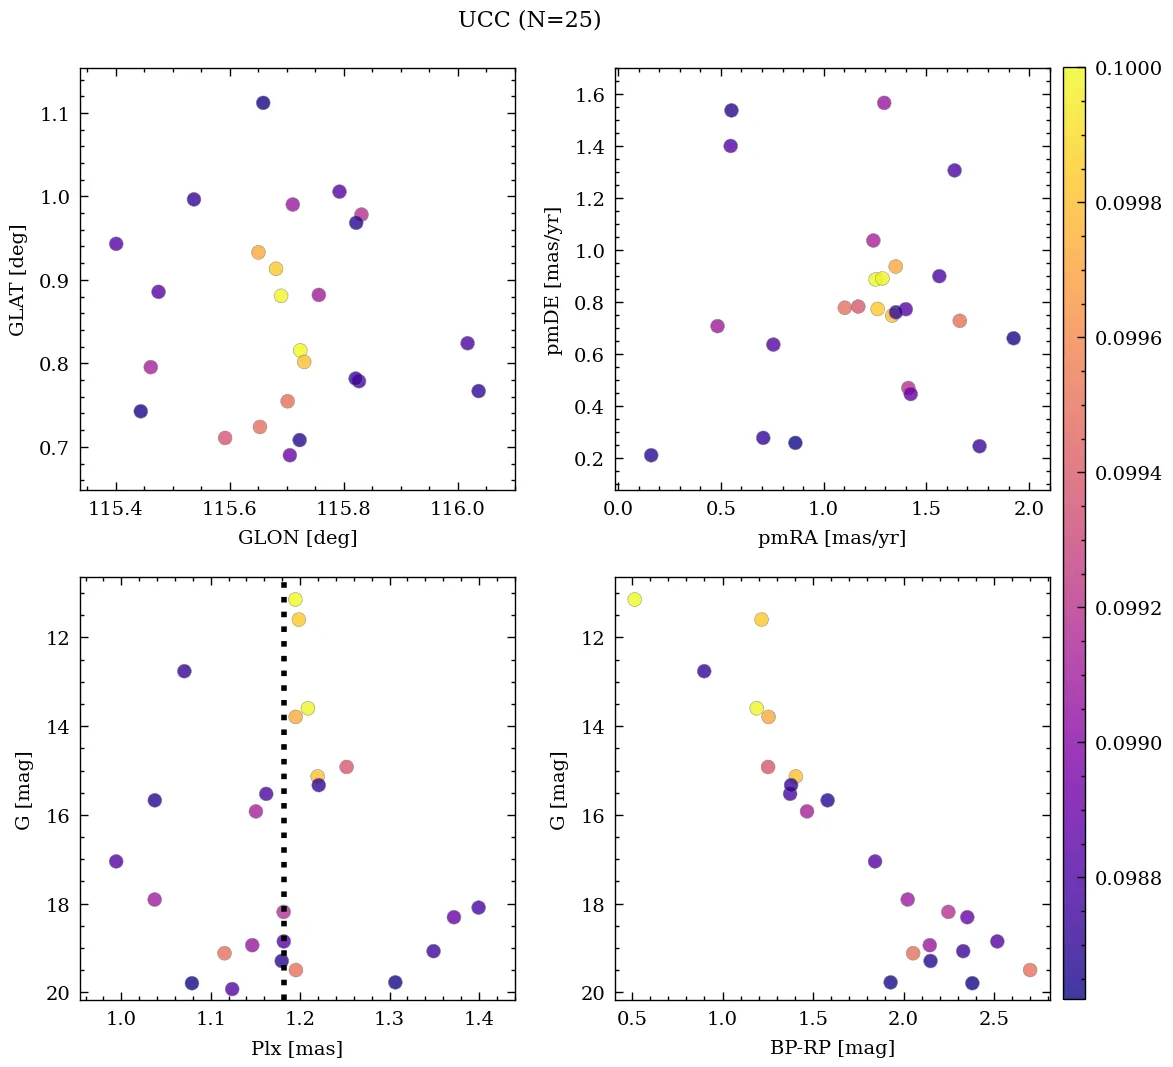 UCC (N=25)
1.1
1.0
0.9
0.8
0.7
GLAT [deg]
115.4 115.6 115.8 116.0
GLON [deg]
1.6
1.4
1.2
1.0
0.8
0.6
0.4
0.2
pmDE [mas/yr]
0.0 0.5 1.0 1.5 2.0
pmRA [mas/yr]
0.1000
0.0998
0.0996
0.0994
0.0992
0.0990
0.0988
12
14
16
18
20
G [mag]
1.0 1.1 1.2 1.3 1.4
Plx [mas]
12
14
16
18
20
G [mag]
0.5 1.0 1.5 2.0 2.5
BP-RP [mag]